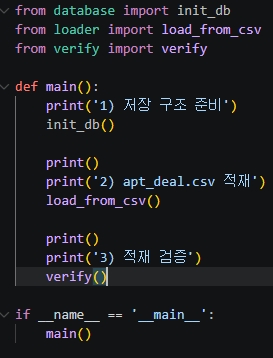 from database import init_db
from loader import load_from_csv
from verify import verify
def main():
print('1) 저장 구조 준비')
init_db()
print()
print('2) apt_deal.csv 적재')
load_from_csv()
print()
print('3) 적재 검증')
verify()
if __name__ == '__main__':
main()